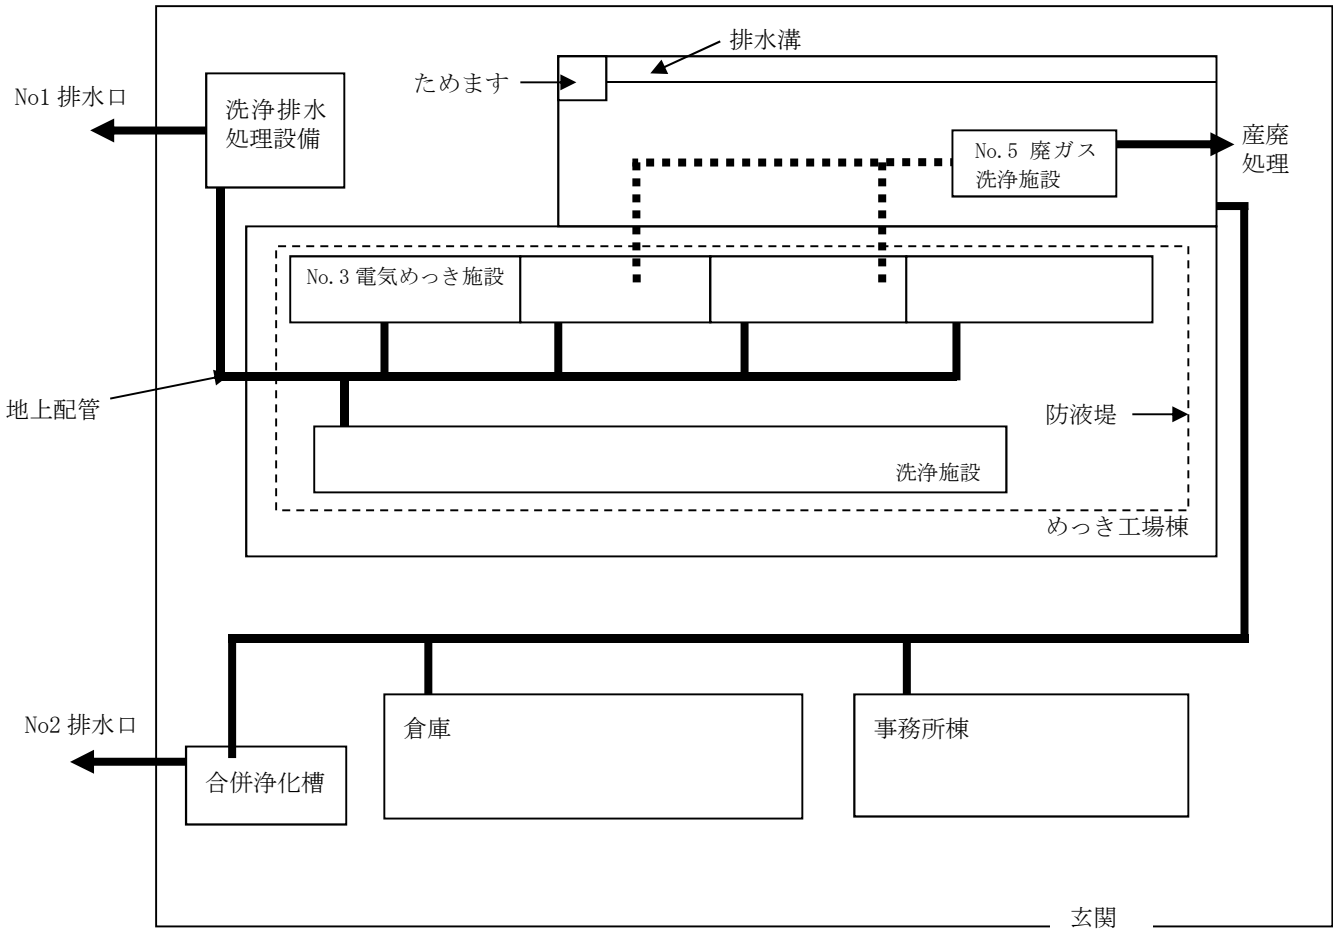 排水溝
ためます
No1 排水口
洗浄排水
処理設備
No.5 廃ガス
洗浄施設
産廃
処理
No.3 電気めっき施設
地上配管
防液堤
洗浄施設
めっき工場棟
No2 排水口
倉庫
事務所棟
合併浄化槽
玄関